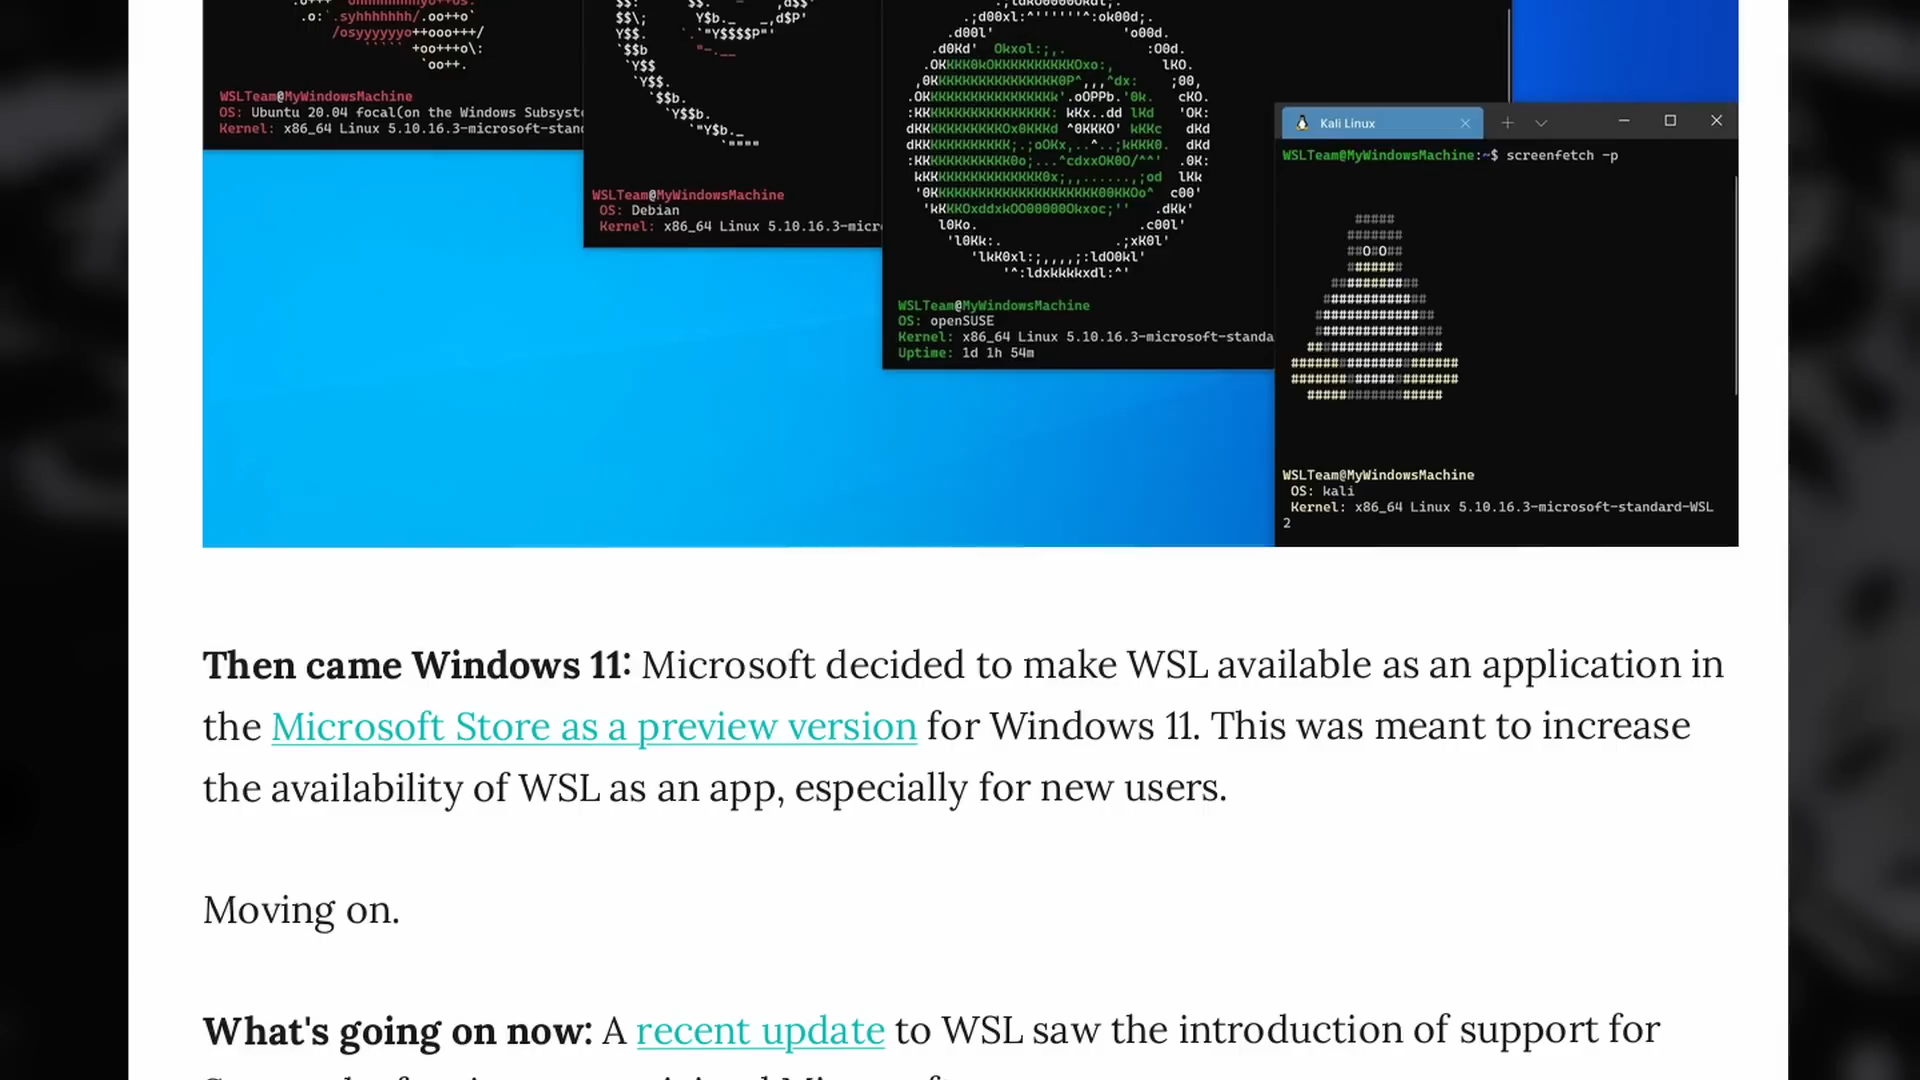 WSLTeam@MyWindowsMachine
OS: Ubuntu 20.04 focal(on the Windows Subsyste
Kernel: x86_64 Linux 5.10.16.3-microsoft-stan
WSLTeam@MyWindowsMachine
OS: Debian
Kernel: x86_64 Linux 5.10.16.3-micr
WSLTeam@MyWindowsMachine
OS: openSUSE
Kernel: x86_64 Linux 5.10.16.3-microsoft-standa
Uptime: 1d 1h 54m
Kali Linux
WSLTeam@MyWindowsMachine:~$ screenfetch -p
WSLTeam@MyWindowsMachine
OS: kali
Kernel: x86_64 Linux 5.10.16.3-microsoft-standard-WSL
2
Then came Windows 11: Microsoft decided to make WSL available as an application in
the Microsoft Store as a preview version for Windows 11. This was meant to increase
the availability of WSL as an app, especially for new users.
Moving on.
What's going on now: A recent update to WSL saw the introduction of support for